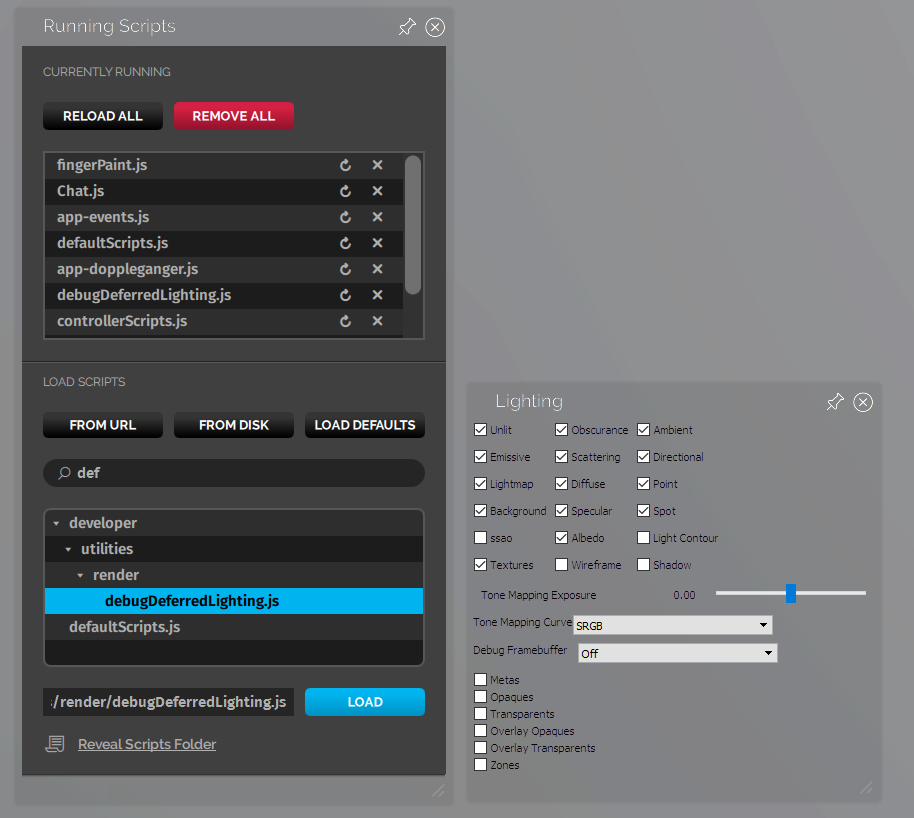 Running Scripts
CURRENTLY RUNNING
RELOAD ALL
REMOVE ALL
fingerPaint.js
Chat.js
app-events.js
defaultScripts.js
app-doppleganger.js
debugDeferredLighting.js
controllerScripts.js
LOAD SCRIPTS
FROM URL
FROM DISK
LOAD DEFAULTS
def
developer
utilities
render
debugDeferredLighting.js
defaultScripts.js
/render/debugDeferredLighting.js
LOAD
Reveal Scripts Folder
Lighting
Unlit Obscurance Ambient
Emissive Scattering Directional
Lightmap Diffuse Point
Background Specular Spot
ssao Albedo Light Contour
Textures Wireframe Shadow
Tone Mapping Exposure 0.00
Tone Mapping Curve SRGB
Debug Framebuffer Off
Metas
Opaques
Transparents
Overlay Opaques
Overlay Transparents
Zones